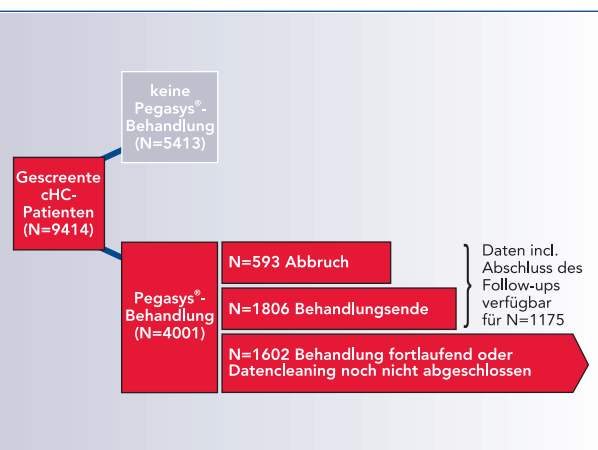 keine
Pegasys®-
Behandlung
(N=5413)
Gescreente
cHC-
Patienten
(N=9414)
Pegasys®-
Behandlung
(N=4001)
N=593 Abbruch
N=1806 Behandlungsende
N=1602 Behandlung fortlaufend oder
Datencleaning noch nicht abgeschlossen
Daten incl.
Abschluss des
Follow-ups
verfügbar
für N=1175